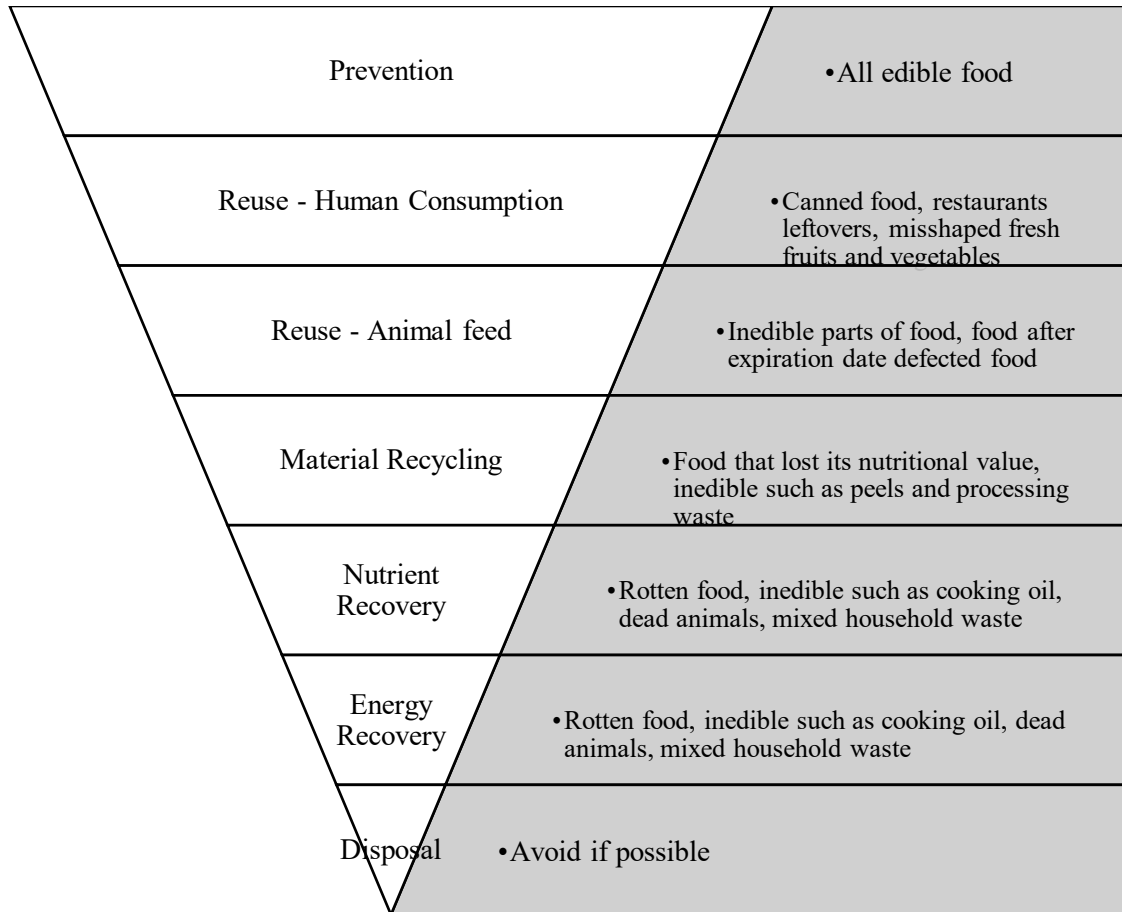 Prevention
•All edible food
Reuse - Human Consumption
•Canned food, restaurants
leftovers, misshaped fresh
fruits and vegetables
Reuse - Animal feed
•Inedible parts of food, food after
expiration date defected food
Material Recycling
•Food that lost its nutritional value,
inedible such as peels and processing
waste
Nutrient
Recovery
•Rotten food, inedible such as cooking oil,
dead animals, mixed household waste
Energy
Recovery
•Rotten food, inedible such as cooking oil, dead
animals, mixed household waste
Disposal
•Avoid if possible